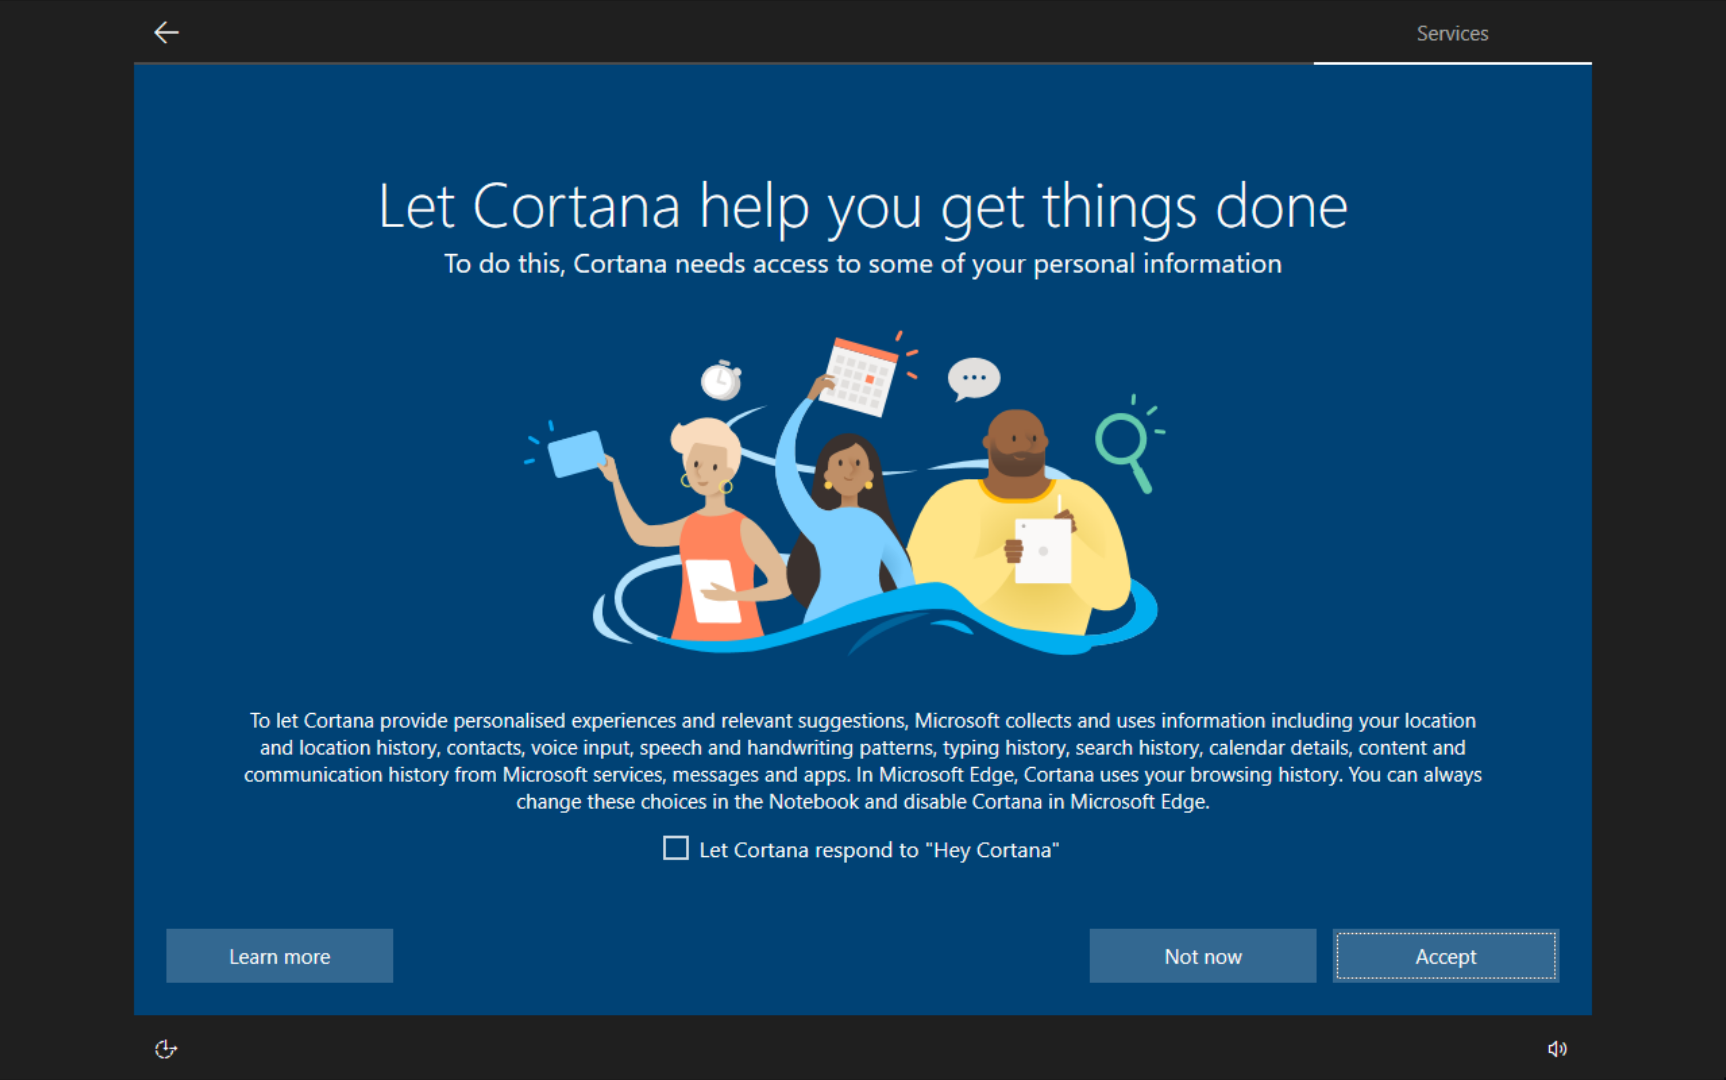 Services
Let Cortana help you get things done
To do this, Cortana needs access to some of your personal information
To let Cortana provide personalised experiences and relevant suggestions, Microsoft collects and uses information including your location
and location history, contacts, voice input, speech and handwriting patterns, typing history, search history, calendar details, content and
communication history from Microsoft services, messages and apps. In Microsoft Edge, Cortana uses your browsing history. You can always
change these choices in the Notebook and disable Cortana in Microsoft Edge.
Let Cortana respond to "Hey Cortana"
Learn more
Not now
Accept